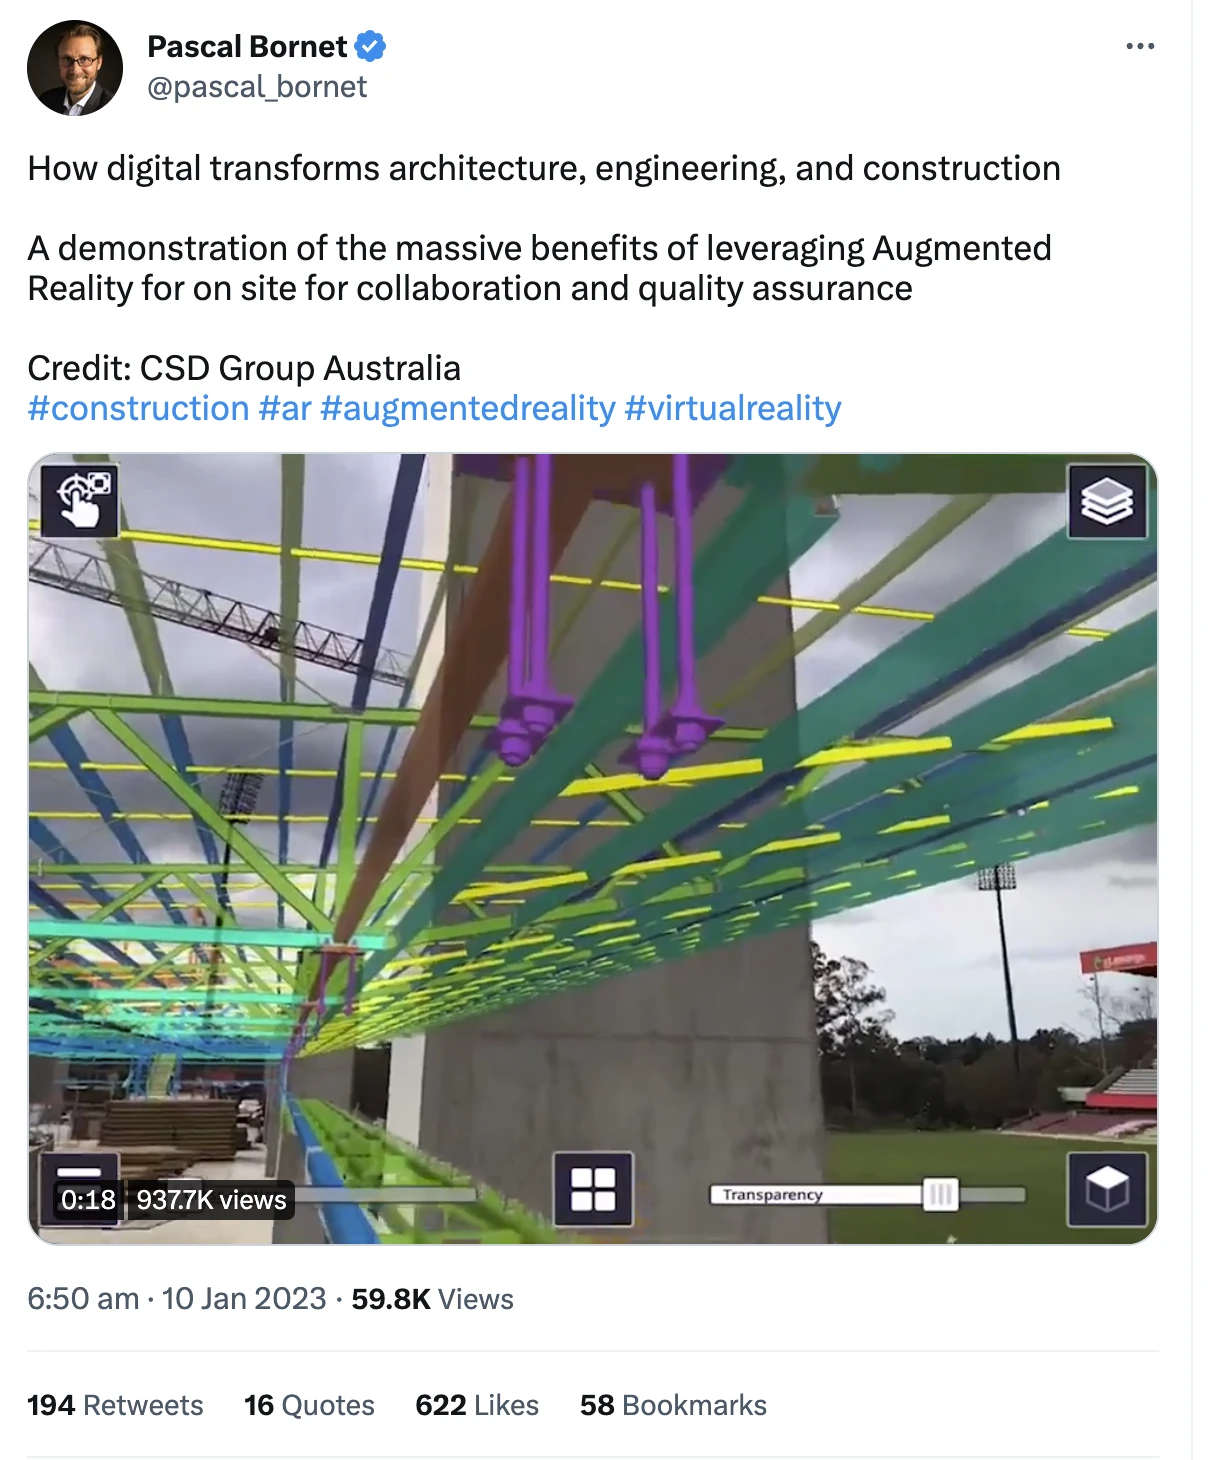 Pascal Bornet
@pascal_bornet
How digital transforms architecture, engineering, and construction
A demonstration of the massive benefits of leveraging Augmented
Reality for on site for collaboration and quality assurance
Credit: CSD Group Australia
#construction #ar #augmentedreality #virtualreality
0:18 937.7K views
Transparency
6:50 am · 10 Jan 2023 · 59.8K Views
194 Retweets 16 Quotes 622 Likes 58 Bookmarks